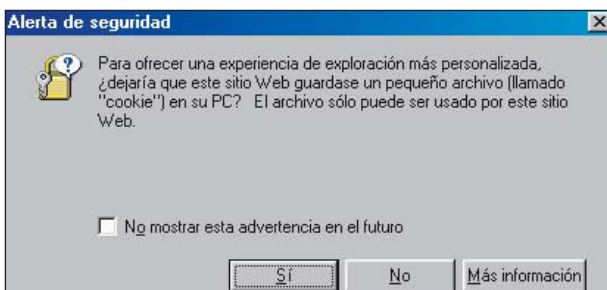 Alerta de seguridad
Para ofrecer una experiencia de exploración más personalizada,
¿dejaría que este sitio Web guardase un pequeño archivo (llamado
"cookie") en su PC? El archivo sólo puede ser usado por este sitio
Web.
No mostrar esta advertencia en el futuro
Sí No Más información